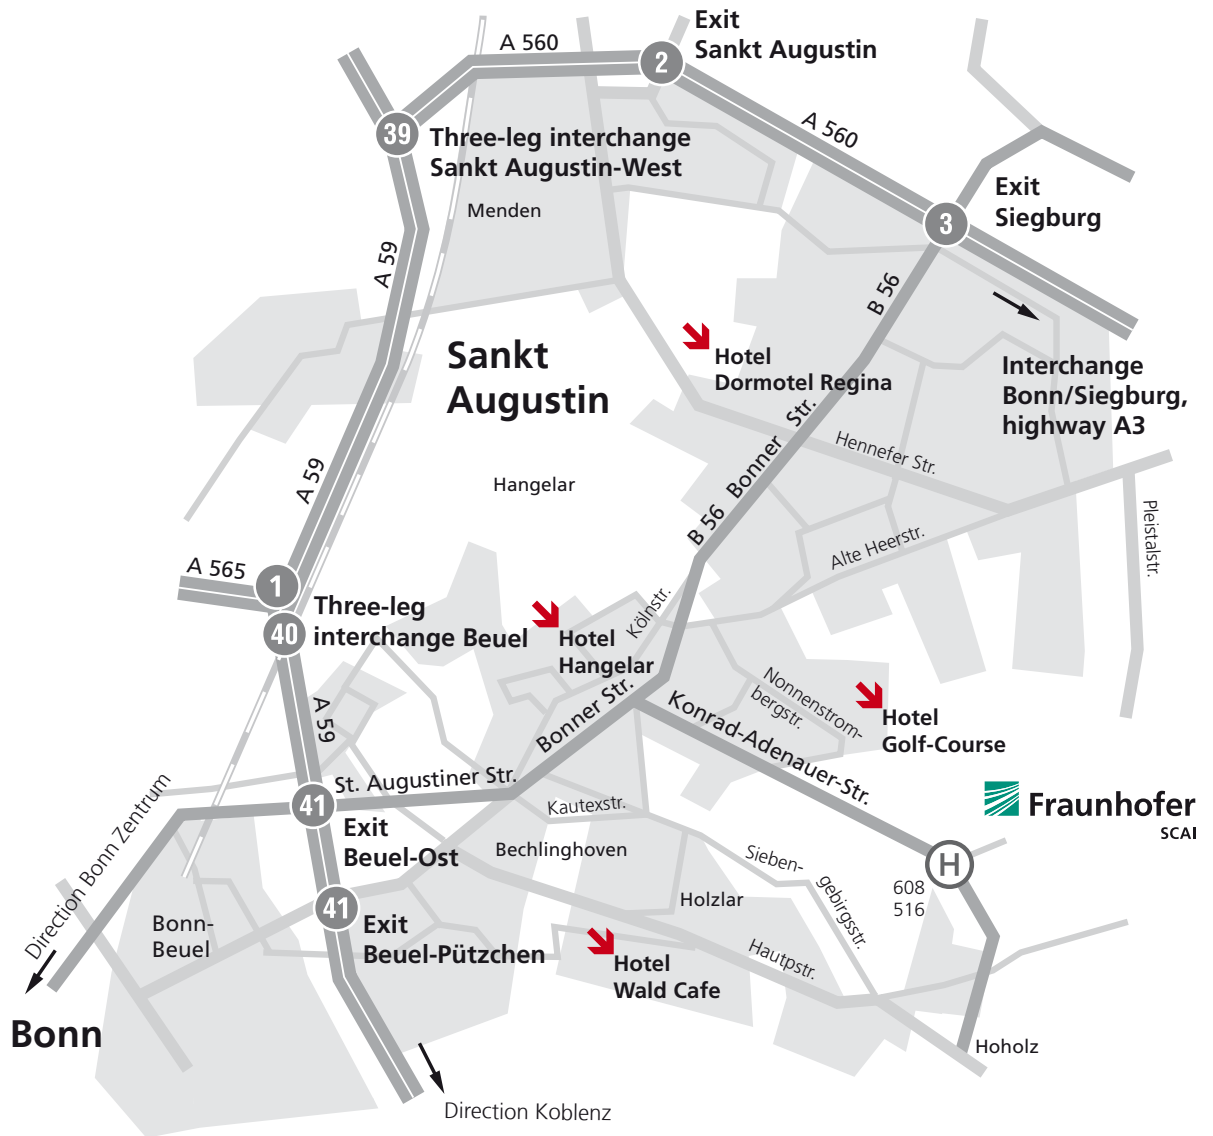 Exit
Sankt Augustin
A 560
2
A 560
39
Three-leg interchange
Sankt Augustin-West
Menden
Exit
Siegburg
3
A 59
B 56
Sankt
Augustin
Hotel
Dormotel Regina
Interchange
Bonn/Siegburg,
highway A3
Bonner Str.
Hennefer Str.
A 59
Hangelar
B 56
Alte Heerstr.
Pleistalstr.
A 565
1
40
Three-leg
interchange Beuel
Kölnstr.
Hotel
Hangelar
Nonnenstrom-
bergstr.
A 59
Bonner Str.
Konrad-Adenauer-Str.
Hotel
Golf-Course
St. Augustiner Str.
41
Exit
Beuel-Ost
Kautexstr.
Fraunhofer
SCAI
Bechlinghoven
Sieben-
gebirgsstr.
H
608
516
Direction Bonn Zentrum
41
Exit
Beuel-Pützchen
Bonn-
Beuel
Holzlar
Hautpstr.
Hotel
Wald Cafe
Bonn
Hoholz
Direction Koblenz